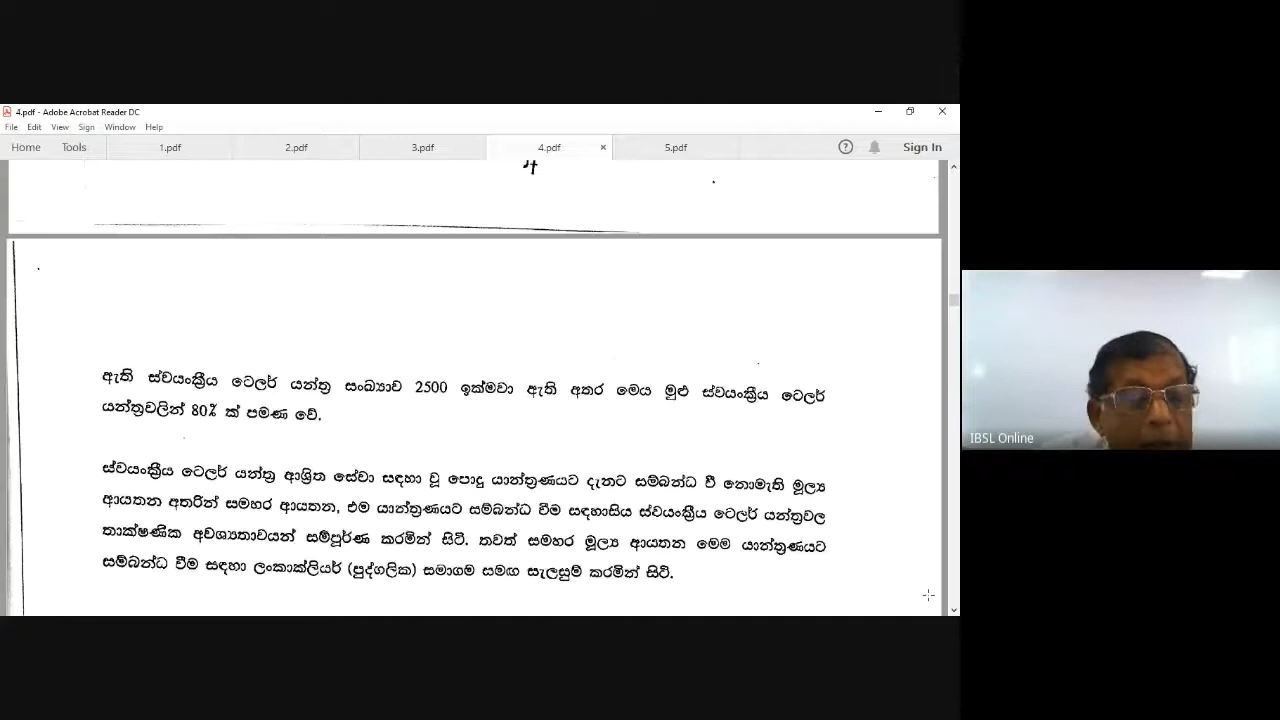 4.pdf - Adobe Acrobat Reader DC
File Edit View Sign Window Help
Home Tools 1.pdf 2.pdf 3.pdf 4.pdf × 5.pdf ? Sign In
4
ඇති ස්වයංක්‍රීය ටෙලර් යන්ත්‍ර සංඛ්‍යාව 2500 ඉක්මවා ඇති අතර මෙය මුළු ස්වයංක්‍රීය ටෙලර්
යන්ත්‍රවලින් 80% ක් පමණ වේ.
ස්වයංක්‍රීය ටෙලර් යන්ත්‍ර ආශ්‍රිත සේවා සඳහා වූ පොදු යාන්ත්‍රණයට දැනට සම්බන්ධ වී නොමැති මූල්‍ය
ආයතන අතරින් සමහර ආයතන, එම යාන්ත්‍රණයට සම්බන්ධ වීම සඳහාසිය ස්වයංක්‍රීය ටෙලර් යන්ත්‍රවල
තාක්ෂණික අවශ්‍යතාවයන් සම්පූර්ණ කරමින් සිටී. තවත් සමහර මූල්‍ය ආයතන මෙම යාන්ත්‍රණයට
සම්බන්ධ වීම සඳහා ලංකාක්ලියර් (පුද්ගලික) සමාගම සමඟ සැලසුම් කරමින් සිටී.
IBSL Online